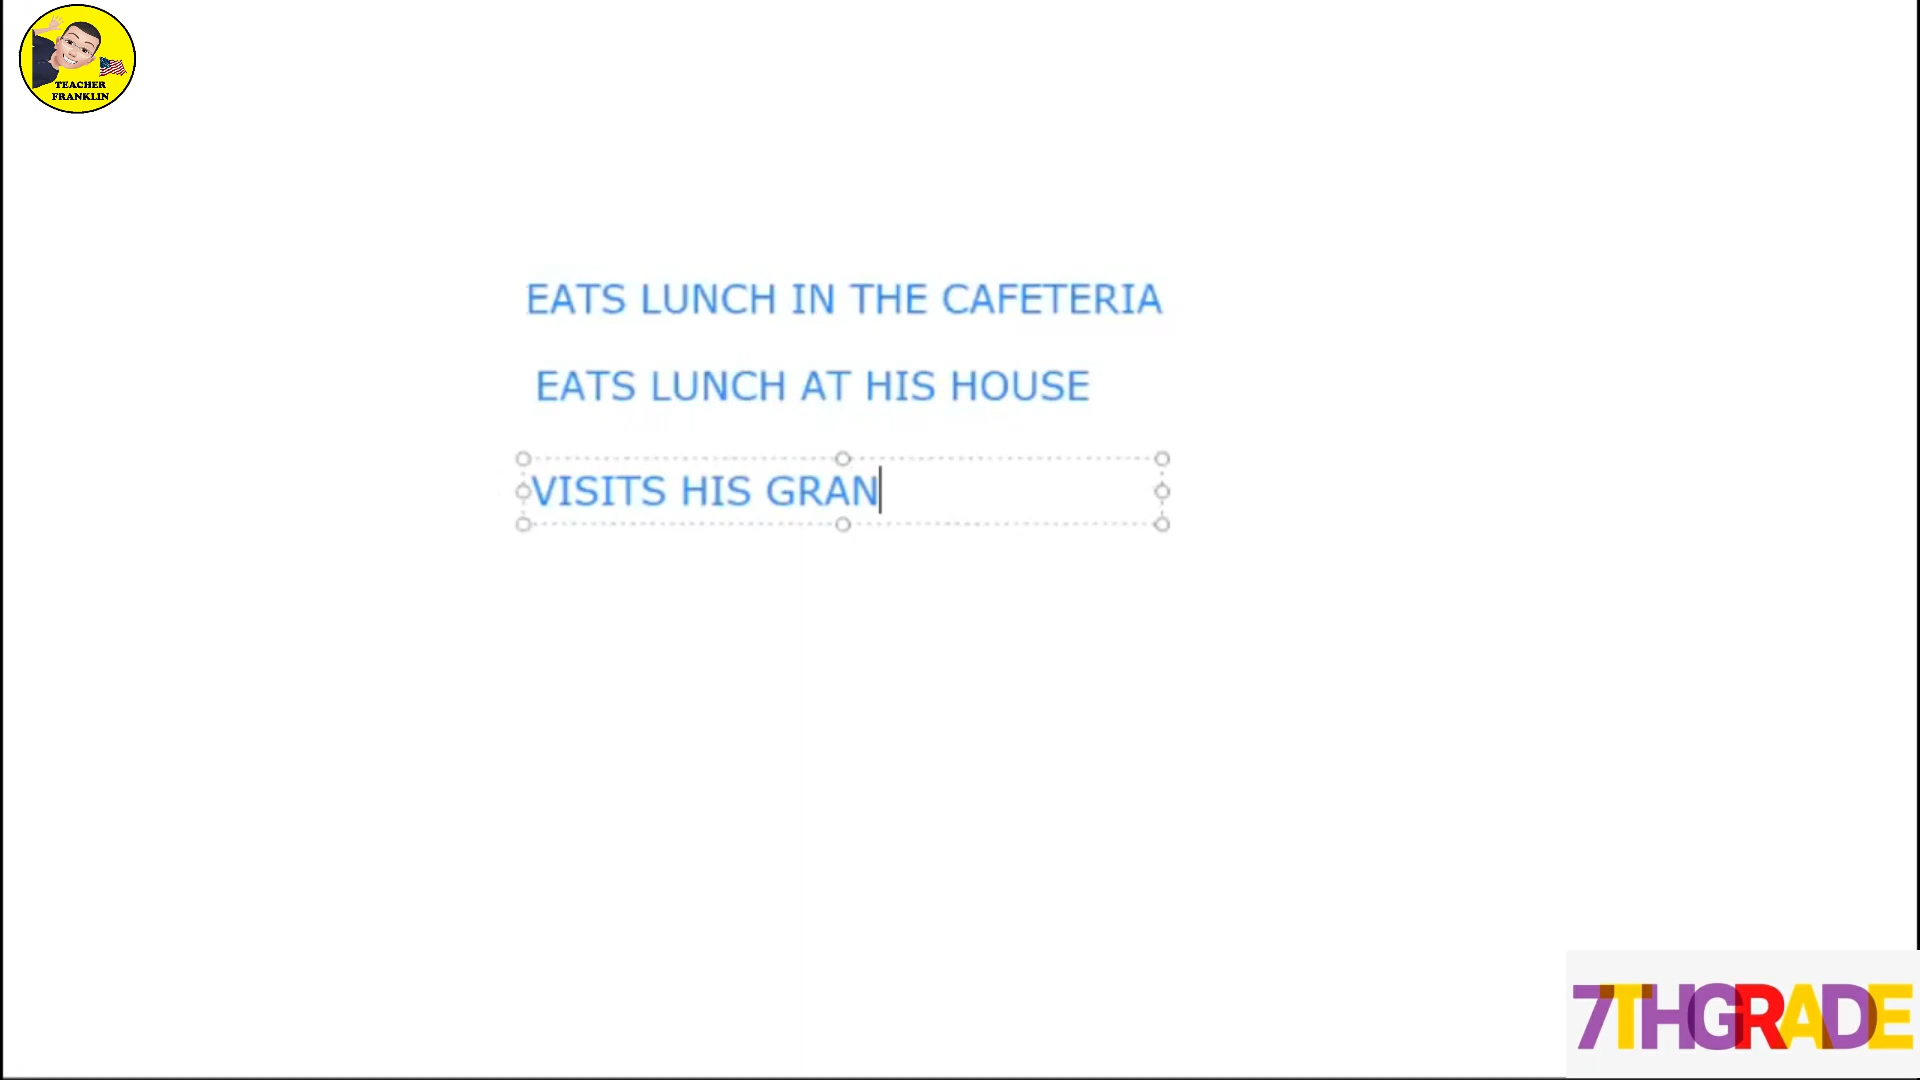 TEACHER
FRANKLIN
EATS LUNCH IN THE CAFETERIA
EATS LUNCH AT HIS HOUSE
VISITS HIS GRAN
7THGRADE